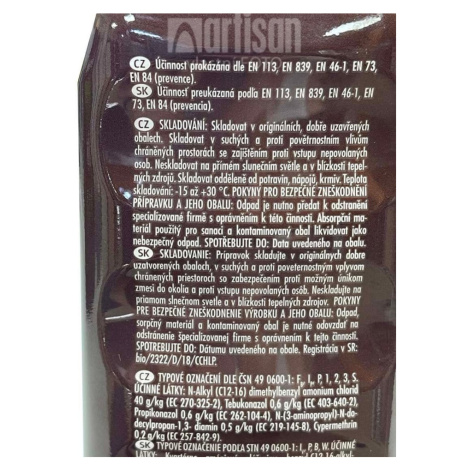 artisan
CZ Účinnost prokázána dle EN 113, EN 839, EN 46-1, EN 73,
EN 84 (prevence).
SK Účinnosť preukázaná podľa EN 113, EN 839, EN 46-1, EN
73, EN 84 (prevencia).
CZ SKLADOVÁNÍ: Skladovat v originálních, dobře uzavřených
obalech. Skladovat v suchých a proti povětrnostním vlivům
chráněných prostorách se zajištěním proti vstupu nepovolaných
osob. Neskladovat na přímém slunečním světle a v blízkosti tepel-
ných zdrojů. Skladovat odděleně od potravin, nápojů, krmiv. Teplota
skladování: -15 až +30 °C. POKYNY PRO BEZPEČNÉ ZNEŠKODNĚNÍ
PŘÍPRAVKU A JEHO OBALU: Odpad je nutno předat k odstranění
specializované firmě s oprávněním k této činnosti. Absorpční ma-
teriál použitý pro sanaci a kontaminovaný obal likvidovat jako
nebezpečný odpad. SPOTŘEBUJTE DO: Data uvedeného na obalu.
SK SKLADOVANIE: Prípravok skladujte v originálnych dobre
uzatvorených obaloch, v suchých a proti poveternostným vplyvom
chránených priestoroch so zabezpečením proti možným únikom
zmesi do okolia a proti vstupu nepovolaných osôb. Neskladujte na
priamom slnečnom svetle a v blízkosti tepelných zdrojov. POKYNY
PRE BEZPEČNÉ ZNEŠKODNENIE VÝROBKU A JEHO OBALU: Odpad,
sorpčný materiál a kontaminovaný obal je nutné odovzdať na
odstránenie špecializovanej firme s oprávnením k tejto činnosti.
SPOTREBUJTE DO: Dátumu uvedeného na obale. Registrácia v SR:
bio/2322/D/18/CCHLP.
CZ TYPOVÉ OZNAČENÍ DLE ČSN 49 0600-1: FB, IP, P, 1, 2, 3, S.
ÚČINNÉ LÁTKY: N-Alkyl (C12-16) dimethylbenzyl amonium chlorid
40 g/kg (EC 270-325-2), Tebukonazol 0,6 g/kg (EC 403-640-2),
Propikonazol 0,6 g/kg (EC 262-104-4), N-(3-aminopropyl)-N-do-
decylpropan-1,3- diamin 0,5 g/kg (EC 219-145-8), Cypermethrin
0,2 g/kg (EC 257-842-9).
SK TYPOVÉ OZNAČENIE PODĽA STN 49 0600-1: I, P, B, W. ÚČINNÉ
LÁTKY: